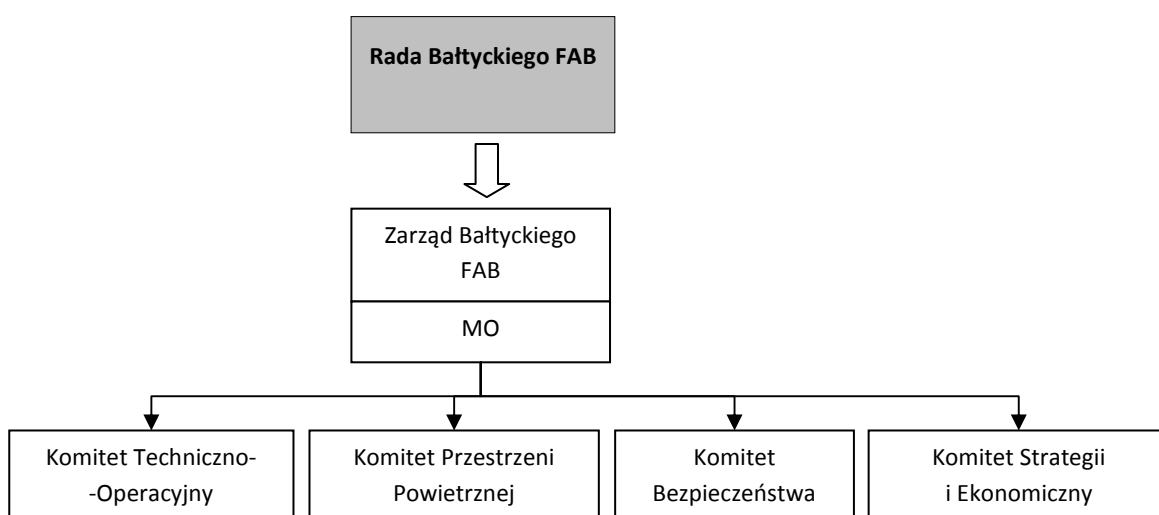 Rada Bałtyckiego FAB
Zarząd Bałtyckiego
FAB
MO
Komitet Techniczno-
-Operacyjny
Komitet Przestrzeni
Powietrznej
Komitet
Bezpieczeństwa
Komitet Strategii
i Ekonomiczny